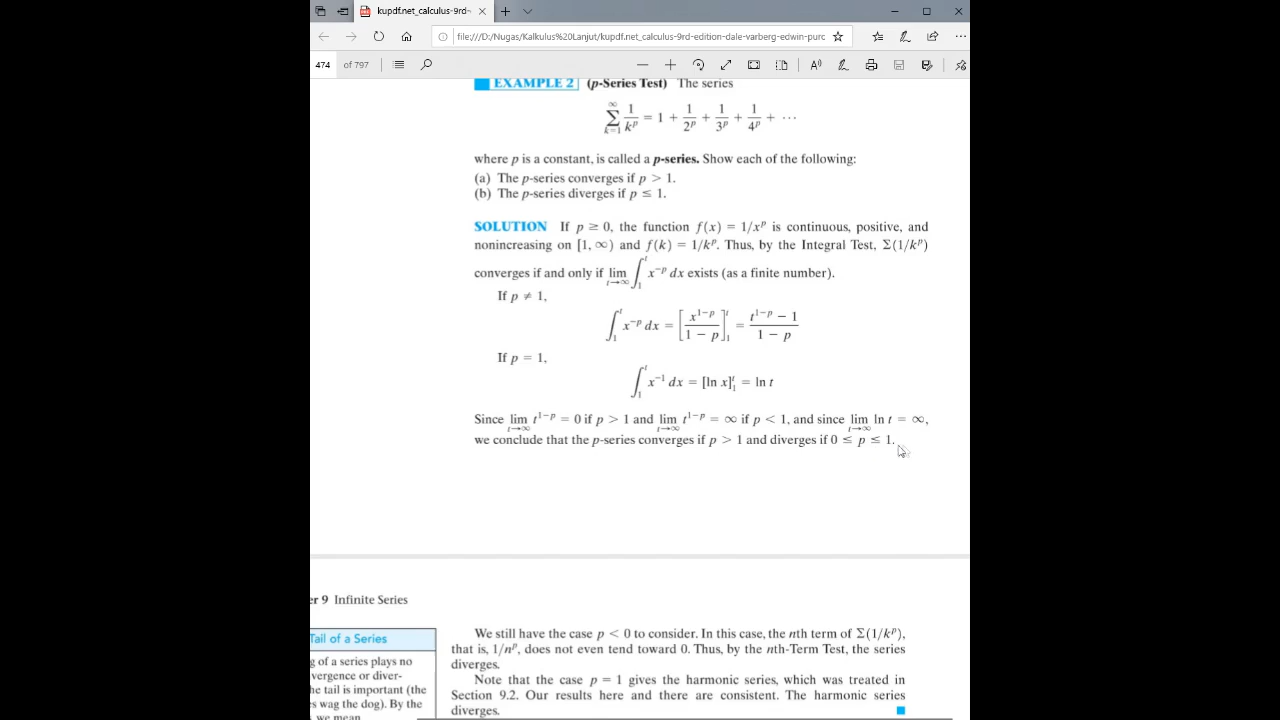 kupdf.net_calculus-9rd-
file:///D:/Nugas/Kalkulus%20Lanjut/kupdf.net_calculus-9rd-edition-dale-varberg-edwin-purc
474 of 797
EXAMPLE 2 (p-Series Test) The series
∞ ∑ k=1 1/k^p = 1 + 1/2^p + 1/3^p + 1/4^p + ⋯
where p is a constant, is called a p-series. Show each of the following:
(a) The p-series converges if p > 1.
(b) The p-series diverges if p ≤ 1.
SOLUTION If p ≥ 0, the function f(x) = 1/x^p is continuous, positive, and
nonincreasing on [1, ∞) and f(k) = 1/k^p. Thus, by the Integral Test, Σ(1/k^p)
converges if and only if lim t→∞ ∫_1^t x^−p dx exists (as a finite number).
If p ≠ 1,
∫_1^t x^−p dx = [x^1−p / 1 − p]_1^t = t^1−p − 1 / 1 − p
If p = 1,
∫_1^t x^−1 dx = [ln x]_1^t = ln t
Since lim t→∞ t^1−p = 0 if p > 1 and lim t→∞ t^1−p = ∞ if p < 1, and since lim t→∞ ln t = ∞,
we conclude that the p-series converges if p > 1 and diverges if 0 ≤ p ≤ 1.
er 9 Infinite Series
Tail of a Series
g of a series plays no
vergence or diver-
he tail is important (the
s wag the dog). By the
, we mean
We still have the case p < 0 to consider. In this case, the nth term of Σ(1/k^p),
that is, 1/n^p, does not even tend toward 0. Thus, by the nth-Term Test, the series
diverges.
Note that the case p = 1 gives the harmonic series, which was treated in
Section 9.2. Our results here and there are consistent. The harmonic series
diverges.